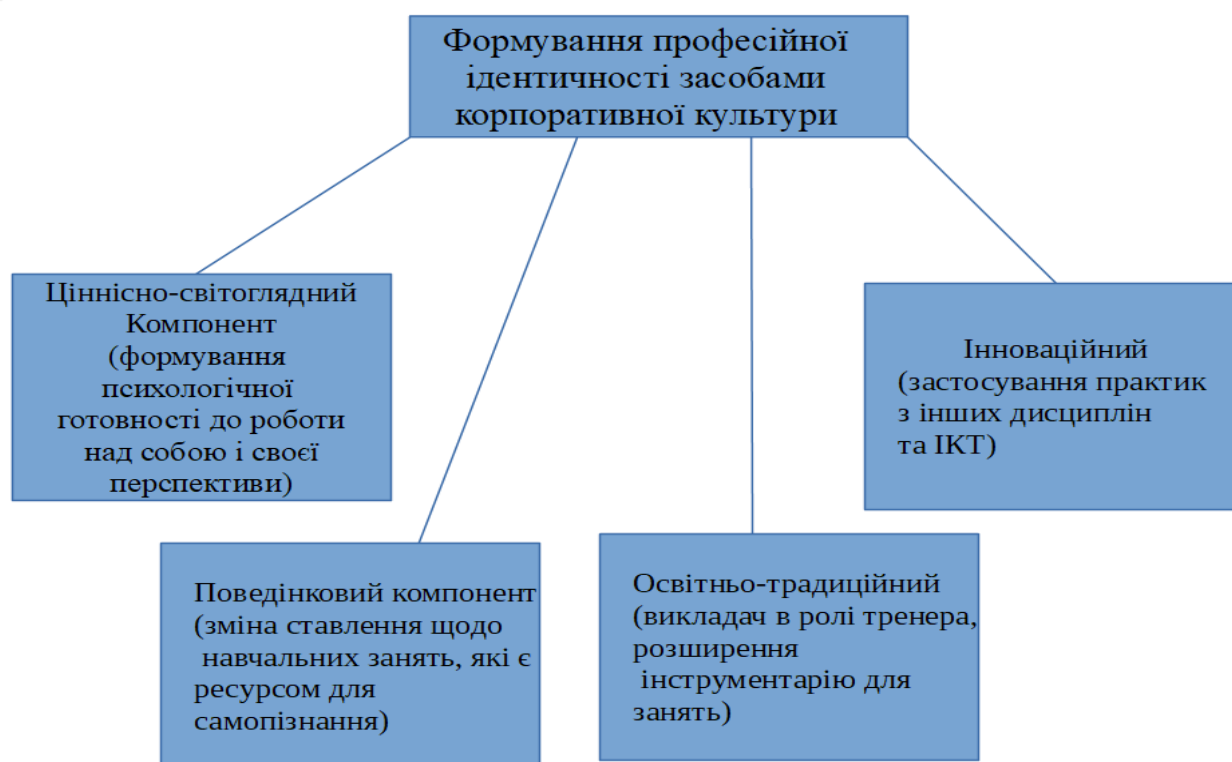 Формування професійної
ідентичності засобами
корпоративної культури
Ціннісно-світоглядний
Компонент
(формування
психологічної
готовності до роботи
над собою і своєї
перспективи)
Інноваційний
(застосування практик
з інших дисциплін
та ІКТ)
Поведінковий компонент
(зміна ставлення щодо
навчальних занять, які є
ресурсом для
самопізнання)
Освітньо-традиційний
(викладач в ролі тренера,
розширення
інструментарію для
занять)